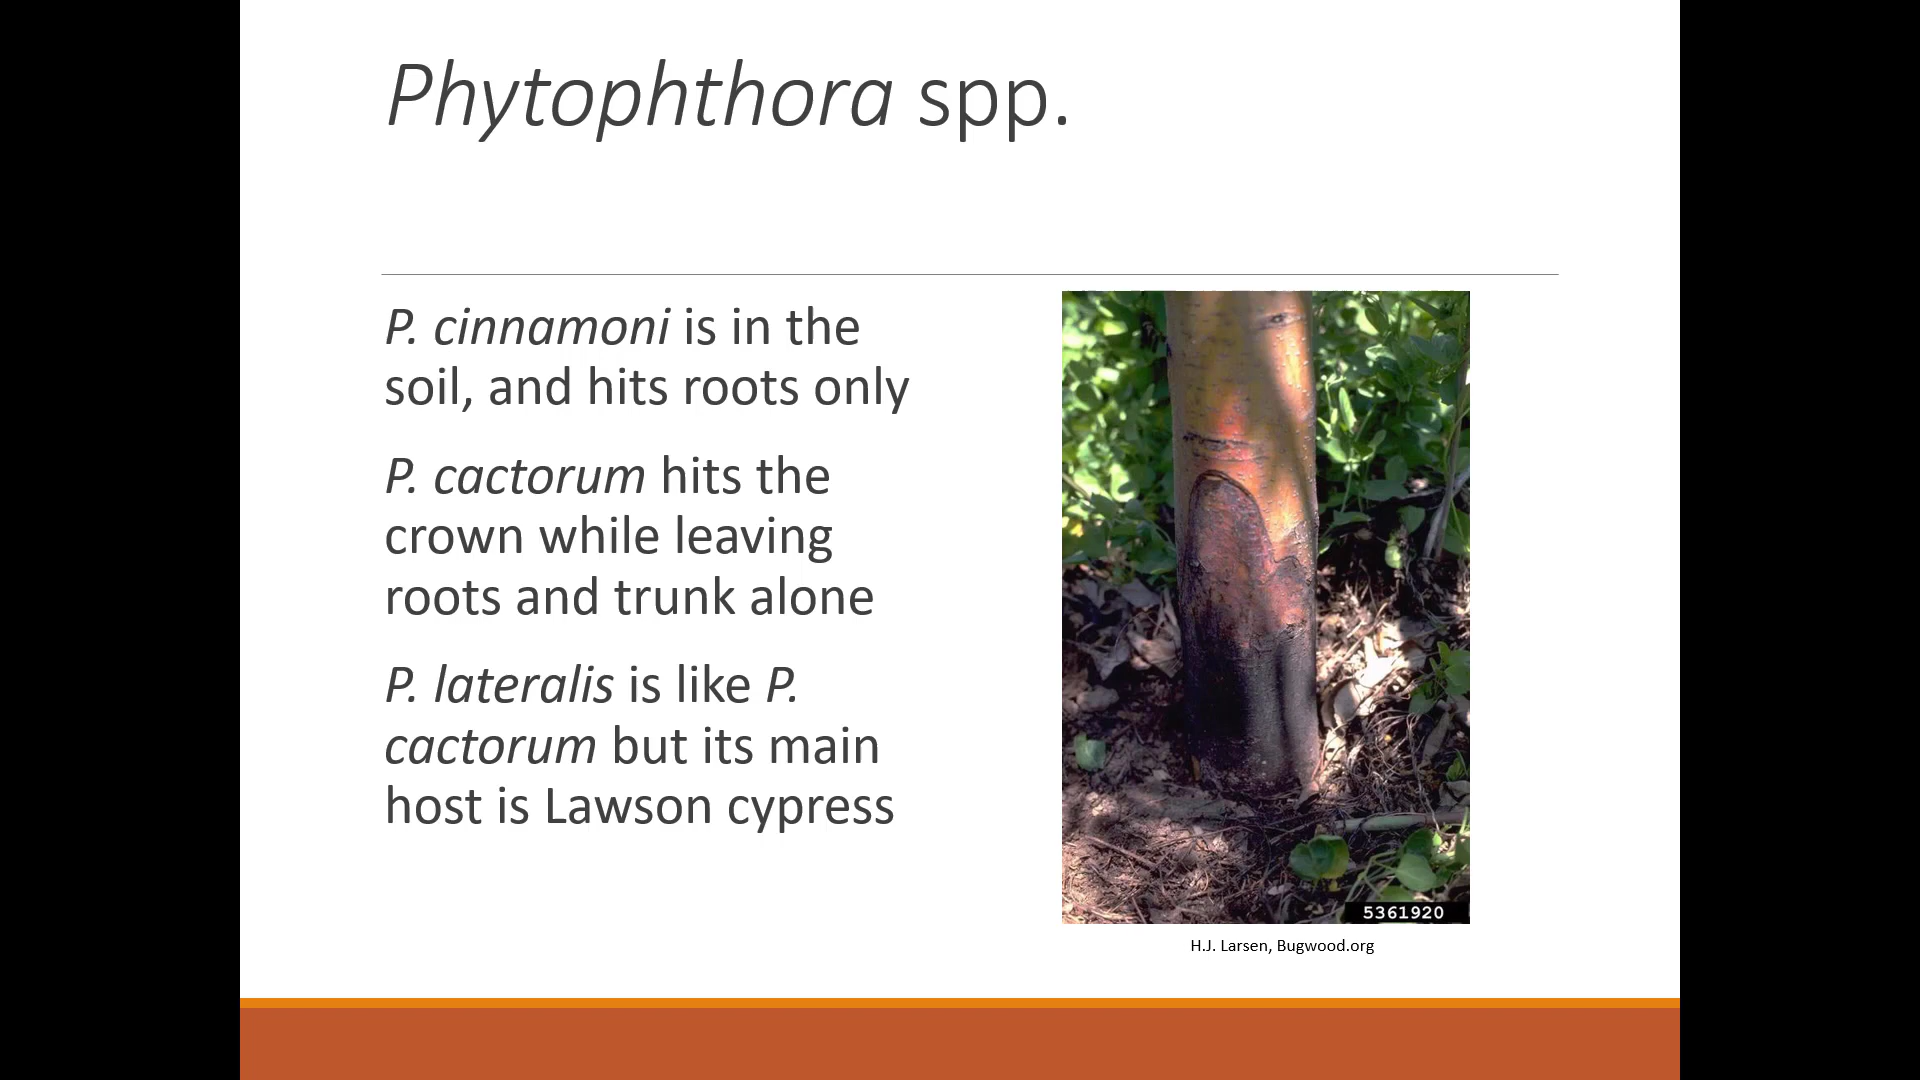 Phytophthora spp.
P. cinnamoni is in the
soil, and hits roots only
P. cactorum hits the
crown while leaving
roots and trunk alone
P. lateralis is like P.
cactorum but its main
host is Lawson cypress
5361920
H.J. Larsen, Bugwood.org